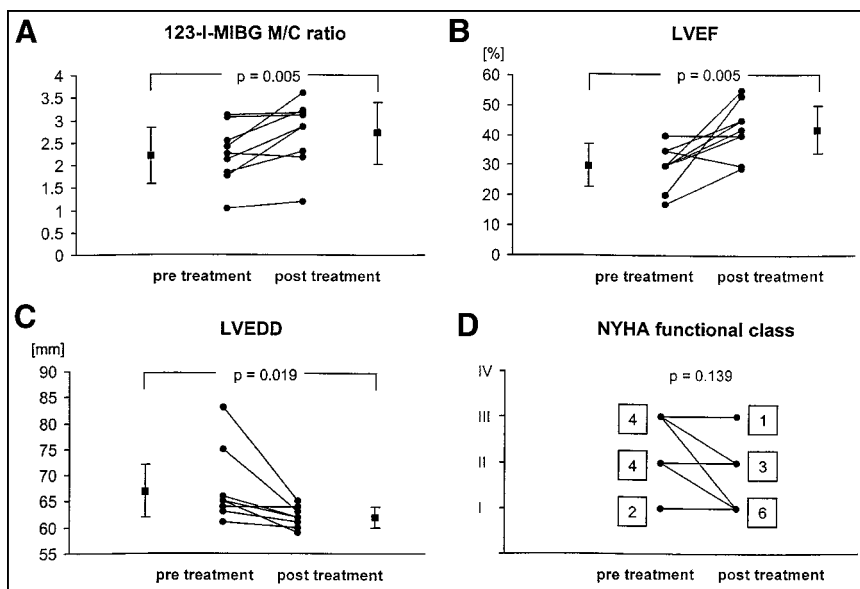 A
123-I-MIBG M/C ratio
p = 0.005
4
3.5
3
2.5
2
1.5
1
0.5
0
pre treatment
post treatment
B
LVEF
[%]
p = 0.005
60
50
40
30
20
10
0
pre treatment
post treatment
C
LVEDD
[mm]
p = 0.019
90
85
80
75
70
65
60
55
pre treatment
post treatment
D
NYHA functional class
p = 0.139
IV
III
II
I
4
4
2
1
3
6
pre treatment
post treatment